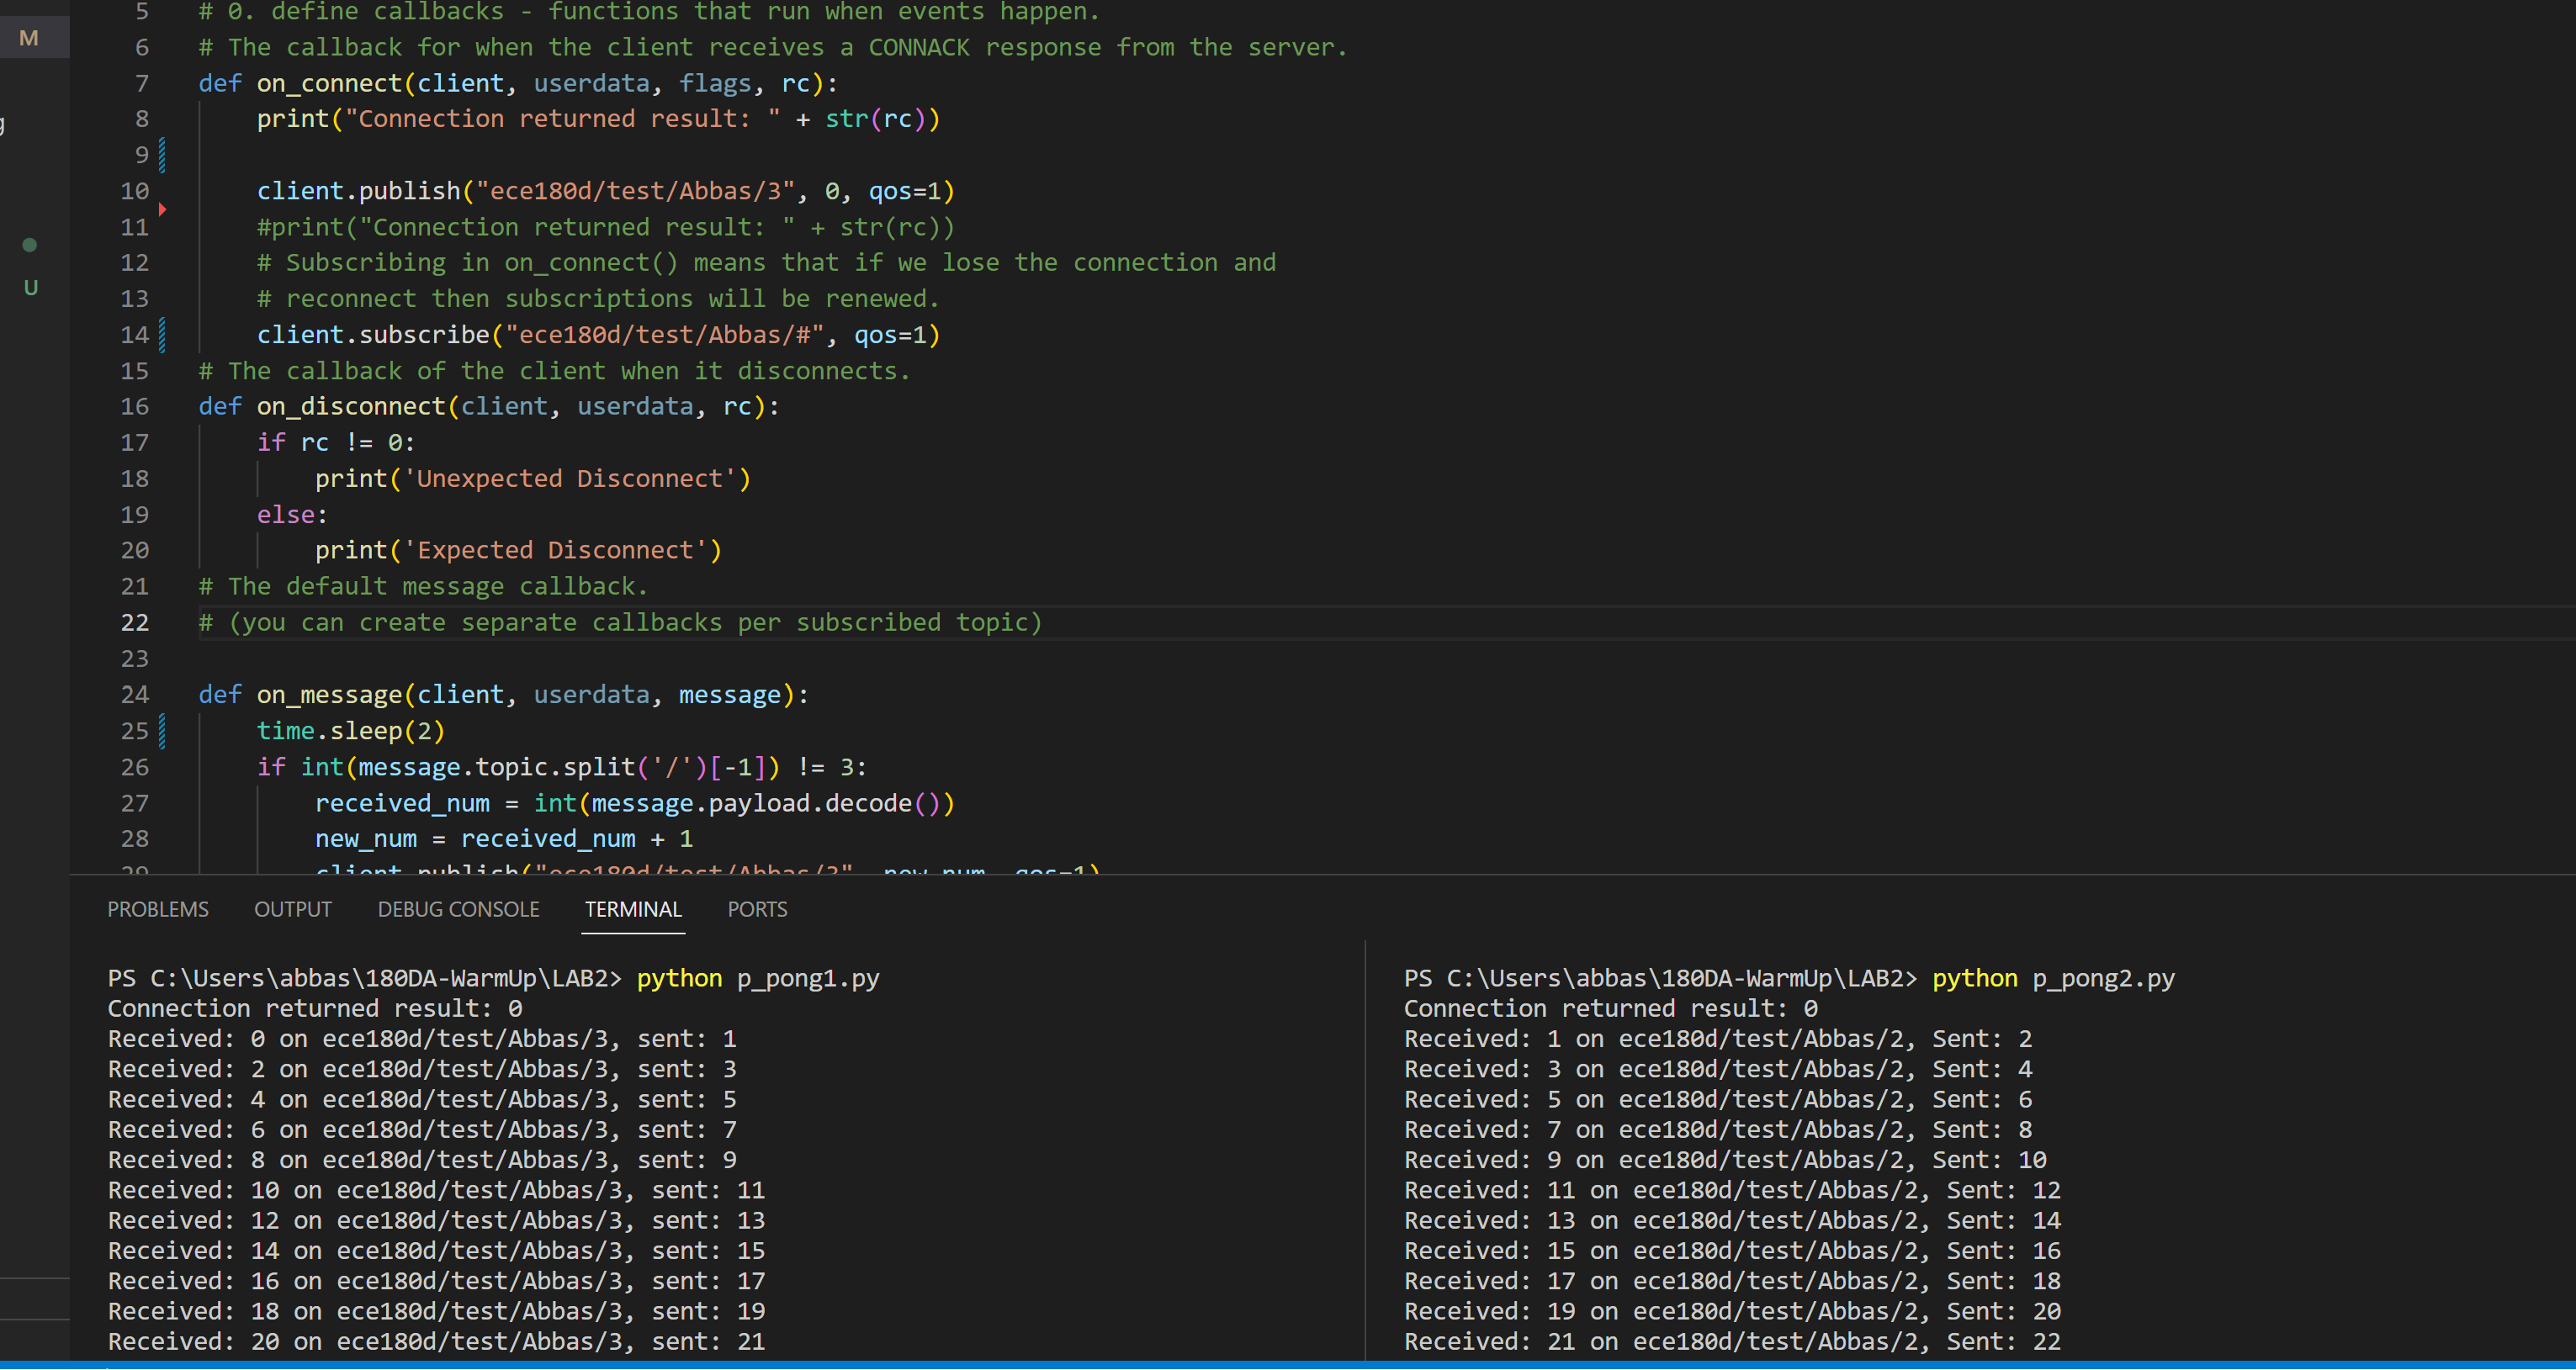 M
g
U
5 # 0. define callbacks - functions that run when events happen.
6 # The callback for when the client receives a CONNACK response from the server.
7 def on_connect(client, userdata, flags, rc):
8     print("Connection returned result: " + str(rc))
9
10     client.publish("ece180d/test/Abbas/3", 0, qos=1)
11     #print("Connection returned result: " + str(rc))
12     # Subscribing in on_connect() means that if we lose the connection and
13     # reconnect then subscriptions will be renewed.
14     client.subscribe("ece180d/test/Abbas/#", qos=1)
15 # The callback of the client when it disconnects.
16 def on_disconnect(client, userdata, rc):
17     if rc != 0:
18         print('Unexpected Disconnect')
19     else:
20         print('Expected Disconnect')
21 # The default message callback.
22 # (you can create separate callbacks per subscribed topic)
23
24 def on_message(client, userdata, message):
25     time.sleep(2)
26     if int(message.topic.split('/')[-1]) != 3:
27         received_num = int(message.payload.decode())
28         new_num = received_num + 1
29         client.publish("ece180d/test/Abbas/3", new_num, qos=1)
PROBLEMS OUTPUT DEBUG CONSOLE TERMINAL PORTS
PS C:\Users\abbas\180DA-WarmUp\LAB2> python p_pong1.py
Connection returned result: 0
Received: 0 on ece180d/test/Abbas/3, sent: 1
Received: 2 on ece180d/test/Abbas/3, sent: 3
Received: 4 on ece180d/test/Abbas/3, sent: 5
Received: 6 on ece180d/test/Abbas/3, sent: 7
Received: 8 on ece180d/test/Abbas/3, sent: 9
Received: 10 on ece180d/test/Abbas/3, sent: 11
Received: 12 on ece180d/test/Abbas/3, sent: 13
Received: 14 on ece180d/test/Abbas/3, sent: 15
Received: 16 on ece180d/test/Abbas/3, sent: 17
Received: 18 on ece180d/test/Abbas/3, sent: 19
Received: 20 on ece180d/test/Abbas/3, sent: 21
PS C:\Users\abbas\180DA-WarmUp\LAB2> python p_pong2.py
Connection returned result: 0
Received: 1 on ece180d/test/Abbas/2, Sent: 2
Received: 3 on ece180d/test/Abbas/2, Sent: 4
Received: 5 on ece180d/test/Abbas/2, Sent: 6
Received: 7 on ece180d/test/Abbas/2, Sent: 8
Received: 9 on ece180d/test/Abbas/2, Sent: 10
Received: 11 on ece180d/test/Abbas/2, Sent: 12
Received: 13 on ece180d/test/Abbas/2, Sent: 14
Received: 15 on ece180d/test/Abbas/2, Sent: 16
Received: 17 on ece180d/test/Abbas/2, Sent: 18
Received: 19 on ece180d/test/Abbas/2, Sent: 20
Received: 21 on ece180d/test/Abbas/2, Sent: 22